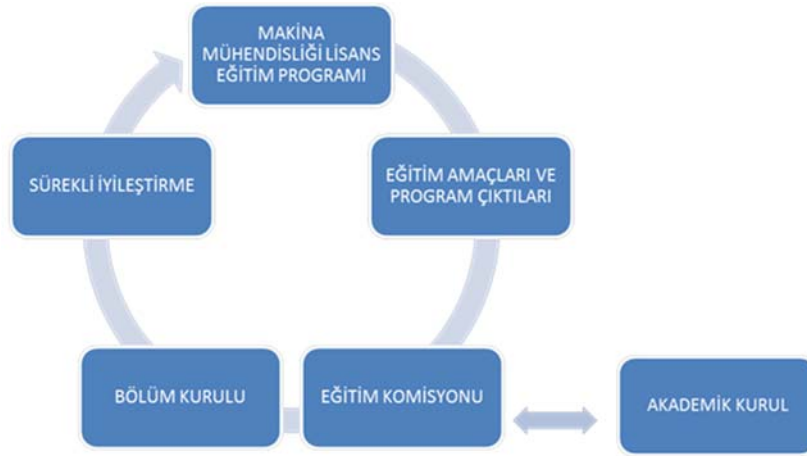 MAKİNA
MÜHENDİSLİĞİ LİSANS
EĞİTİM PROGRAMI
SÜREKLİ İYİLEŞTİRME
EĞİTİM AMAÇLARI VE
PROGRAM ÇIKTILARI
BÖLÜM KURULU
EĞİTİM KOMİSYONU
AKADEMİK KURUL